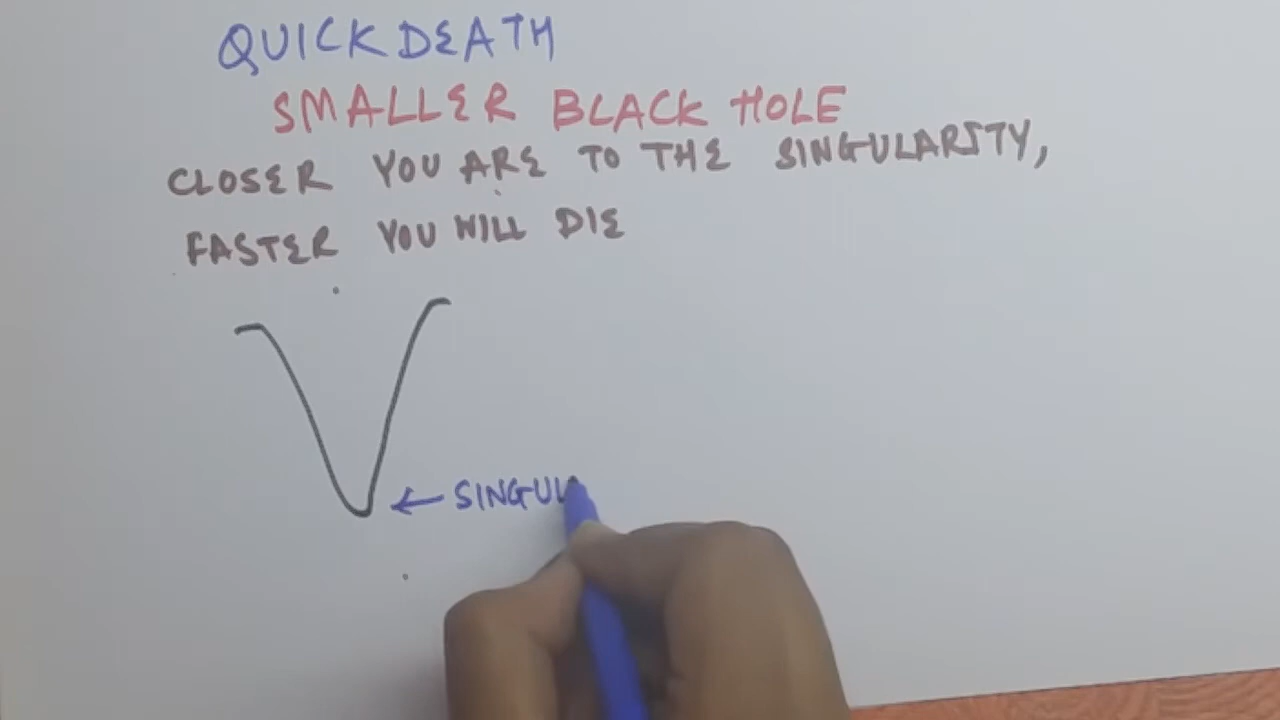 QUICK DEATH
SMALLER BLACK HOLE
CLOSER YOU ARE TO THE SINGULARITY,
FASTER YOU WILL DIE
← SINGUL